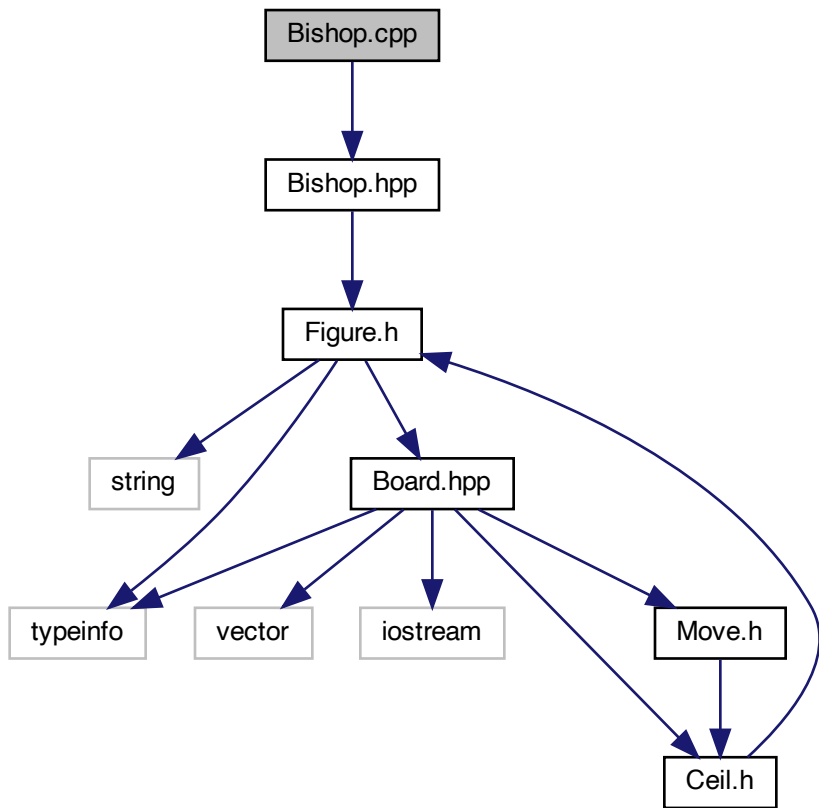 Bishop.cpp
Bishop.hpp
Figure.h
string
Board.hpp
typeinfo
vector
iostream
Move.h
Ceil.h